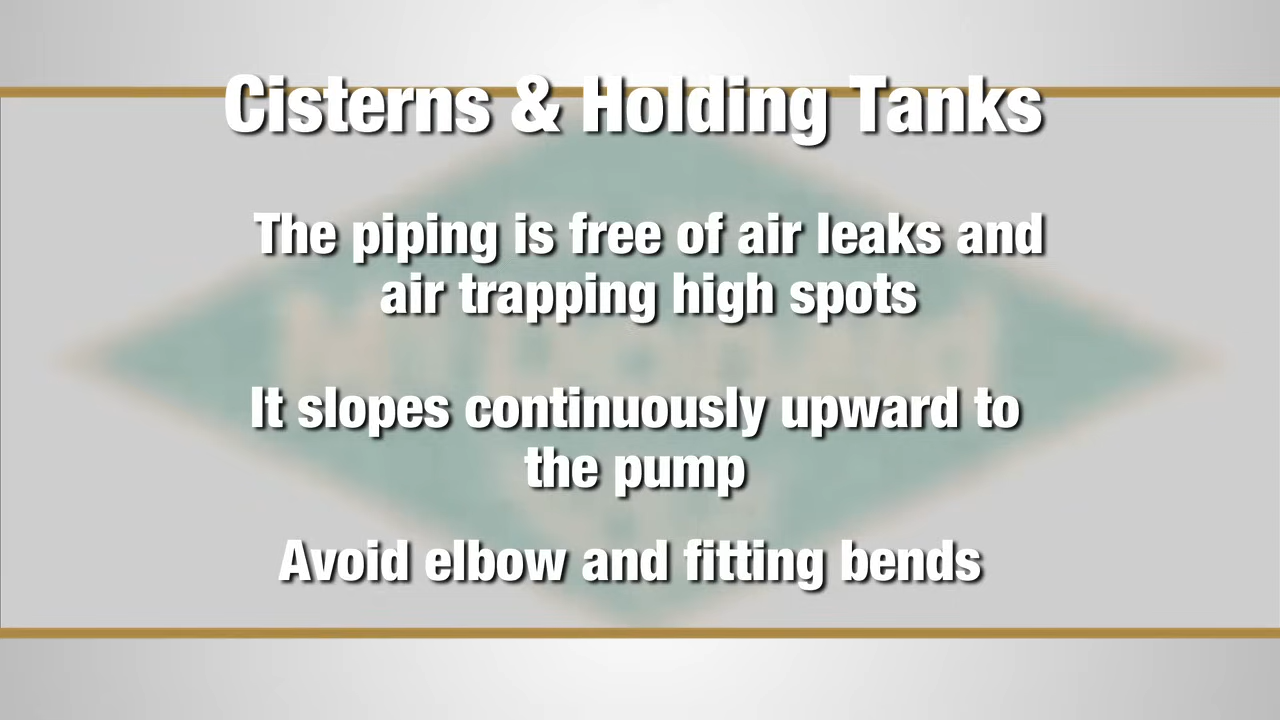 Cisterns & Holding Tanks
The piping is free of air leaks and
air trapping high spots
It slopes continuously upward to
the pump
Avoid elbow and fitting bends